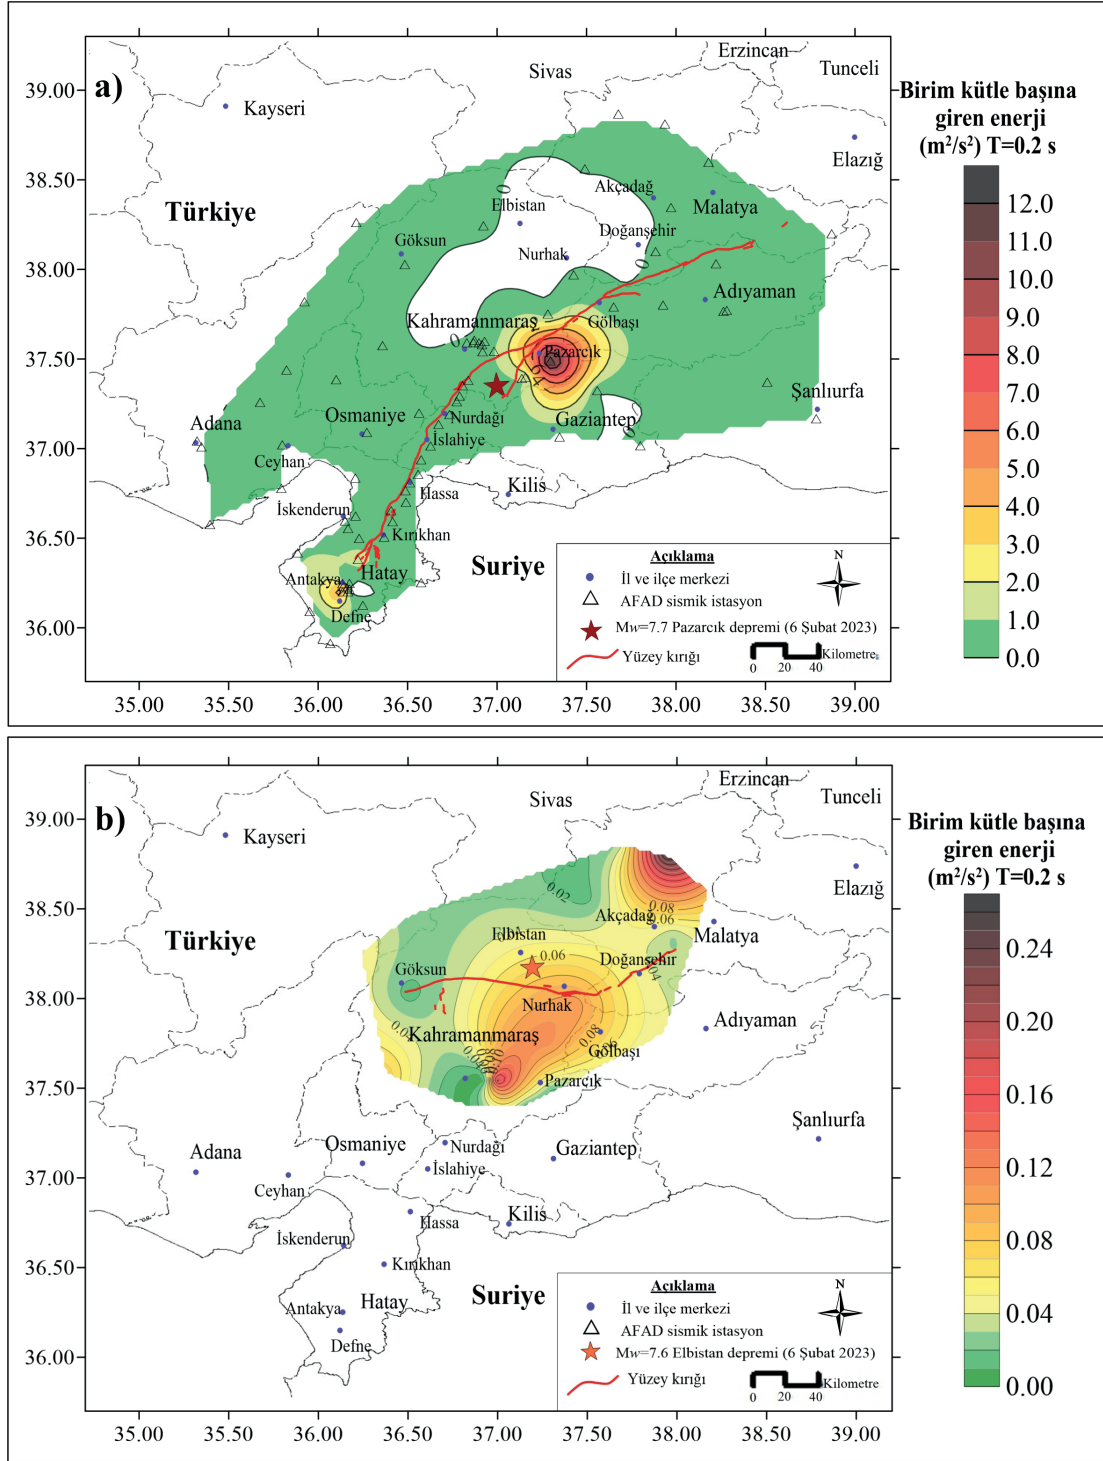 a)
Erzincan
Sivas
Tunceli
Kayseri
Elazığ
Türkiye
Akçadağ
Malatya
Elbistan
Doğanşehir
Göksun
Nurhak
Adıyaman
Kahramanmaraş
Gölbaşı
Pazarcık
Şanlıurfa
Adana
Osmaniye
Nurdağı
Gaziantep
İslahiye
Ceyhan
Hassa
Kilis
İskenderun
Kırıkhan
Suriye
Antakya
Hatay
Defne
0
0
0
0
39.00
38.50
38.00
37.50
37.00
36.50
36.00
35.00 35.50 36.00 36.50 37.00 37.50 38.00 38.50 39.00
Açıklama
İl ve ilçe merkezi
AFAD sismik istasyon
Mw=7.7 Pazarcık depremi (6 Şubat 2023)
Yüzey kırığı
N
Kilometre
0 20 40
Birim kütle başına
giren enerji
(m²/s²) T=0.2 s
12.0
11.0
10.0
9.0
8.0
7.0
6.0
5.0
4.0
3.0
2.0
1.0
0.0
b)
Erzincan
Sivas
Tunceli
Kayseri
Elazığ
Türkiye
Akçadağ
Malatya
Elbistan
Doğanşehir
Göksun
Nurhak
Adıyaman
Kahramanmaraş
Gölbaşı
Pazarcık
Şanlıurfa
Adana
Osmaniye
Nurdağı
Gaziantep
İslahiye
Ceyhan
Hassa
Kilis
İskenderun
Kırıkhan
Suriye
Antakya
Hatay
Defne
0.02
0.08
0.06
0.06
0.08
39.00
38.50
38.00
37.50
37.00
36.50
36.00
35.00 35.50 36.00 36.50 37.00 37.50 38.00 38.50 39.00
Açıklama
İl ve ilçe merkezi
AFAD sismik istasyon
Mw=7.6 Elbistan depremi (6 Şubat 2023)
Yüzey kırığı
N
Kilometre
0 20 40
Birim kütle başına
giren enerji
(m²/s²) T=0.2 s
0.24
0.20
0.16
0.12
0.08
0.04
0.00